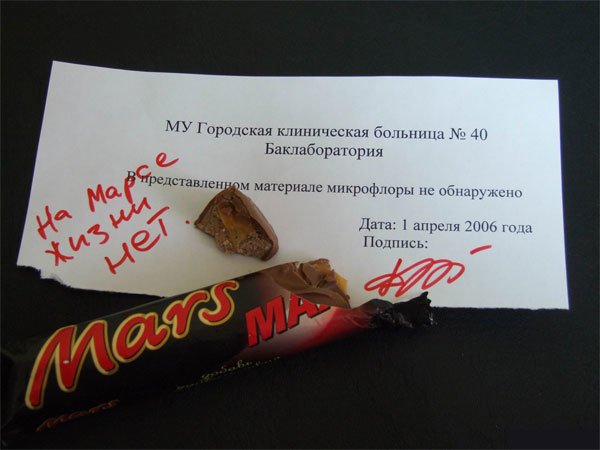 МУ Городская клиническая больница № 40
Баклаборатория
В представленном материале микрофлоры не обнаружено
Дата: 1 апреля 2006 года
Подпись:
На Марсе
жизни
нет.
Mars
MA
Mars